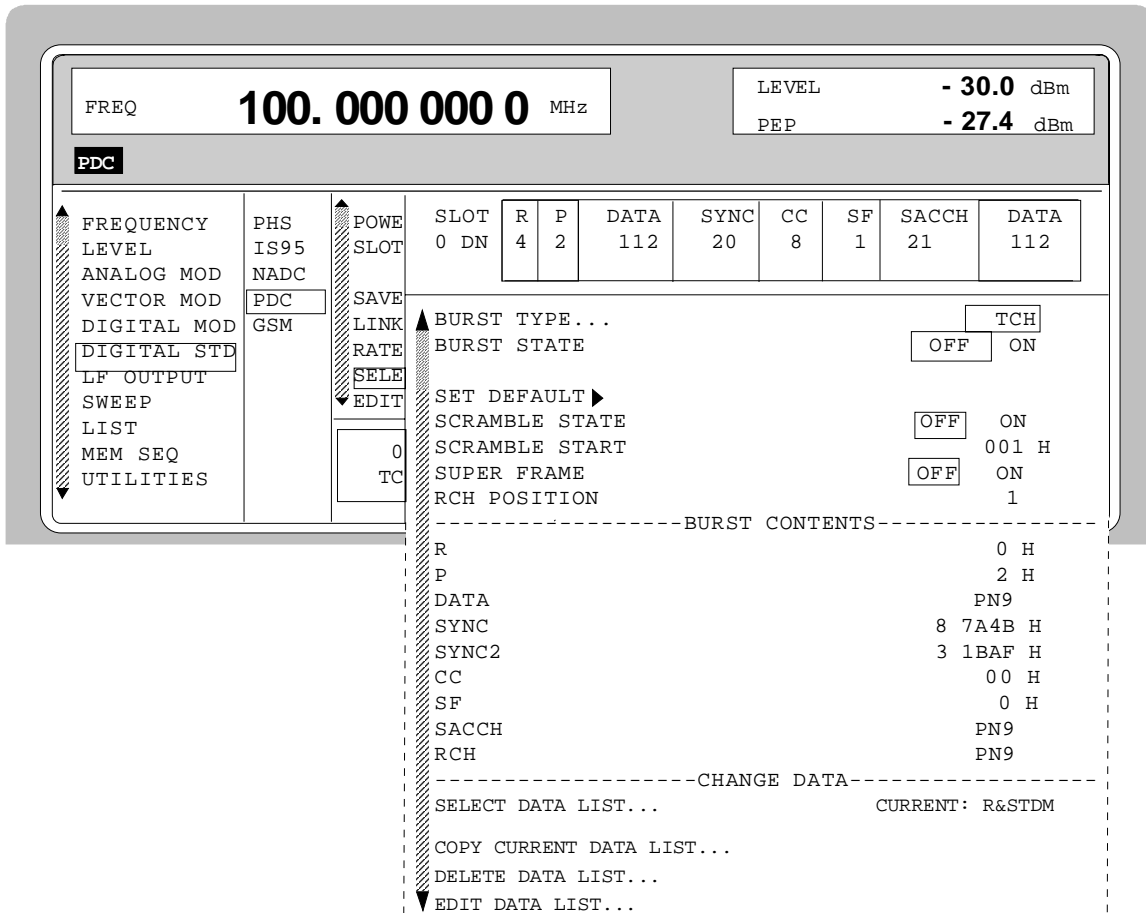 FREQ 100. 000 000 0 MHz
LEVEL - 30.0 dBm
PEP - 27.4 dBm
PDC
FREQUENCY
LEVEL
ANALOG MOD
VECTOR MOD
DIGITAL MOD
DIGITAL STD
LF OUTPUT
SWEEP
LIST
MEM SEQ
UTILITIES
PHS
IS95
NADC
PDC
GSM
POWE
SLOT
SAVE
LINK
RATE
SELE
EDIT
0
TC
SLOT R P DATA SYNC CC SF SACCH DATA
0 DN 4 2 112 20 8 1 21 112
BURST TYPE... TCH
BURST STATE OFF ON
SET DEFAULT
SCRAMBLE STATE OFF ON
SCRAMBLE START 001 H
SUPER FRAME OFF ON
RCH POSITION 1
-------------------BURST CONTENTS----------------
R 0 H
P 2 H
DATA PN9
SYNC 8 7A4B H
SYNC2 3 1BAF H
CC 00 H
SF 0 H
SACCH PN9
RCH PN9
--------------------CHANGE DATA-------------------
SELECT DATA LIST... CURRENT: R&STDM
COPY CURRENT DATA LIST...
DELETE DATA LIST...
EDIT DATA LIST...